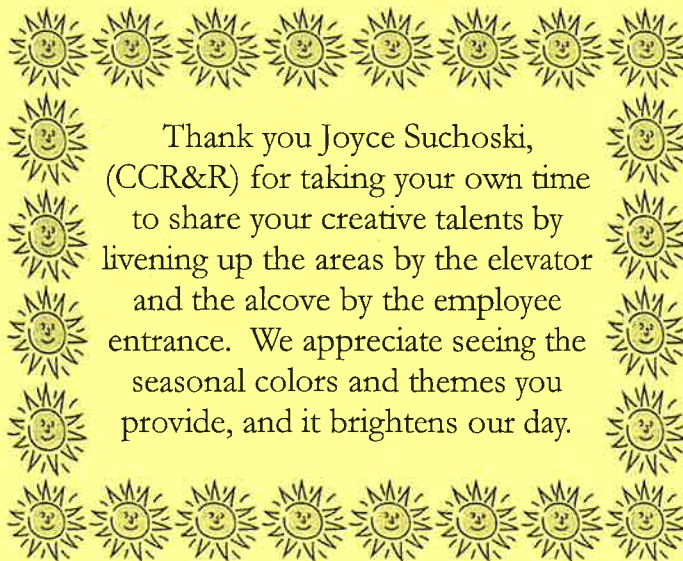 Thank you Joyce Suchoski,
(CCR&R) for taking your own time
to share your creative talents by
livening up the areas by the elevator
and the alcove by the employee
entrance.  We appreciate seeing the
seasonal colors and themes you
provide, and it brightens our day.